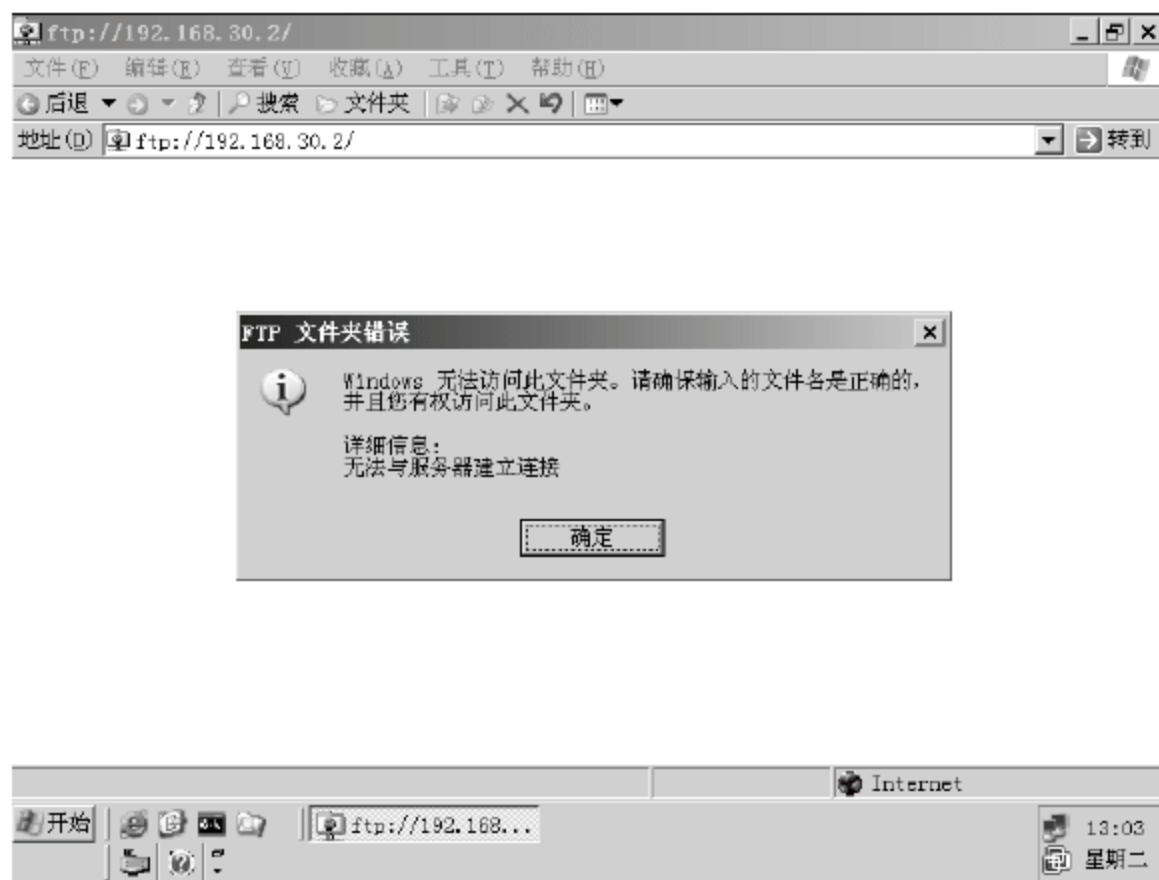 ftp://192.168.30.2/
文件(F) 编辑(E) 查看(V) 收藏(A) 工具(T) 帮助(H)
后退 搜索 文件夹
地址(D) ftp://192.168.30.2/ 转到
FTP 文件夹错误
Windows 无法访问此文件夹。请确保输入的文件名是正确的,
并且您有权访问此文件夹。
详细信息:
无法与服务器建立连接
确定
Internet
开始 ftp://192.168... 13:03
星期二